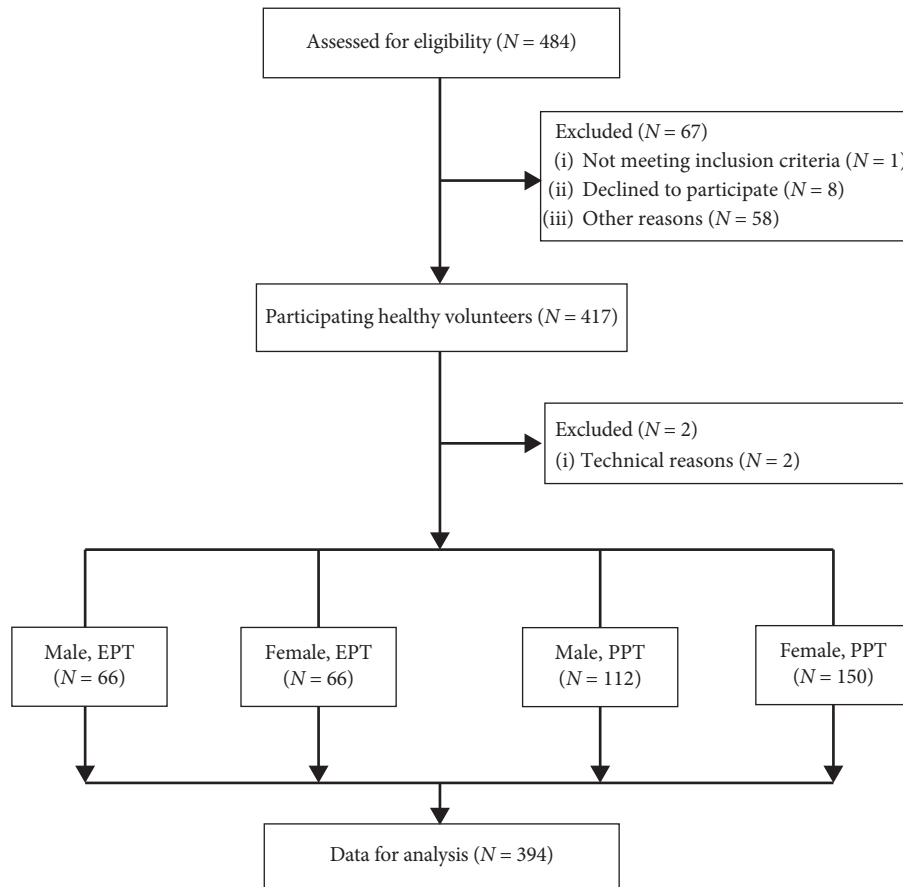 Assessed for eligibility (N = 484)
Excluded (N = 67)
(i) Not meeting inclusion criteria (N = 1)
(ii) Declined to participate (N = 8)
(iii) Other reasons (N = 58)
Participating healthy volunteers (N = 417)
Excluded (N = 2)
(i) Technical reasons (N = 2)
Male, EPT
(N = 66)
Female, EPT
(N = 66)
Male, PPT
(N = 112)
Female, PPT
(N = 150)
Data for analysis (N = 394)